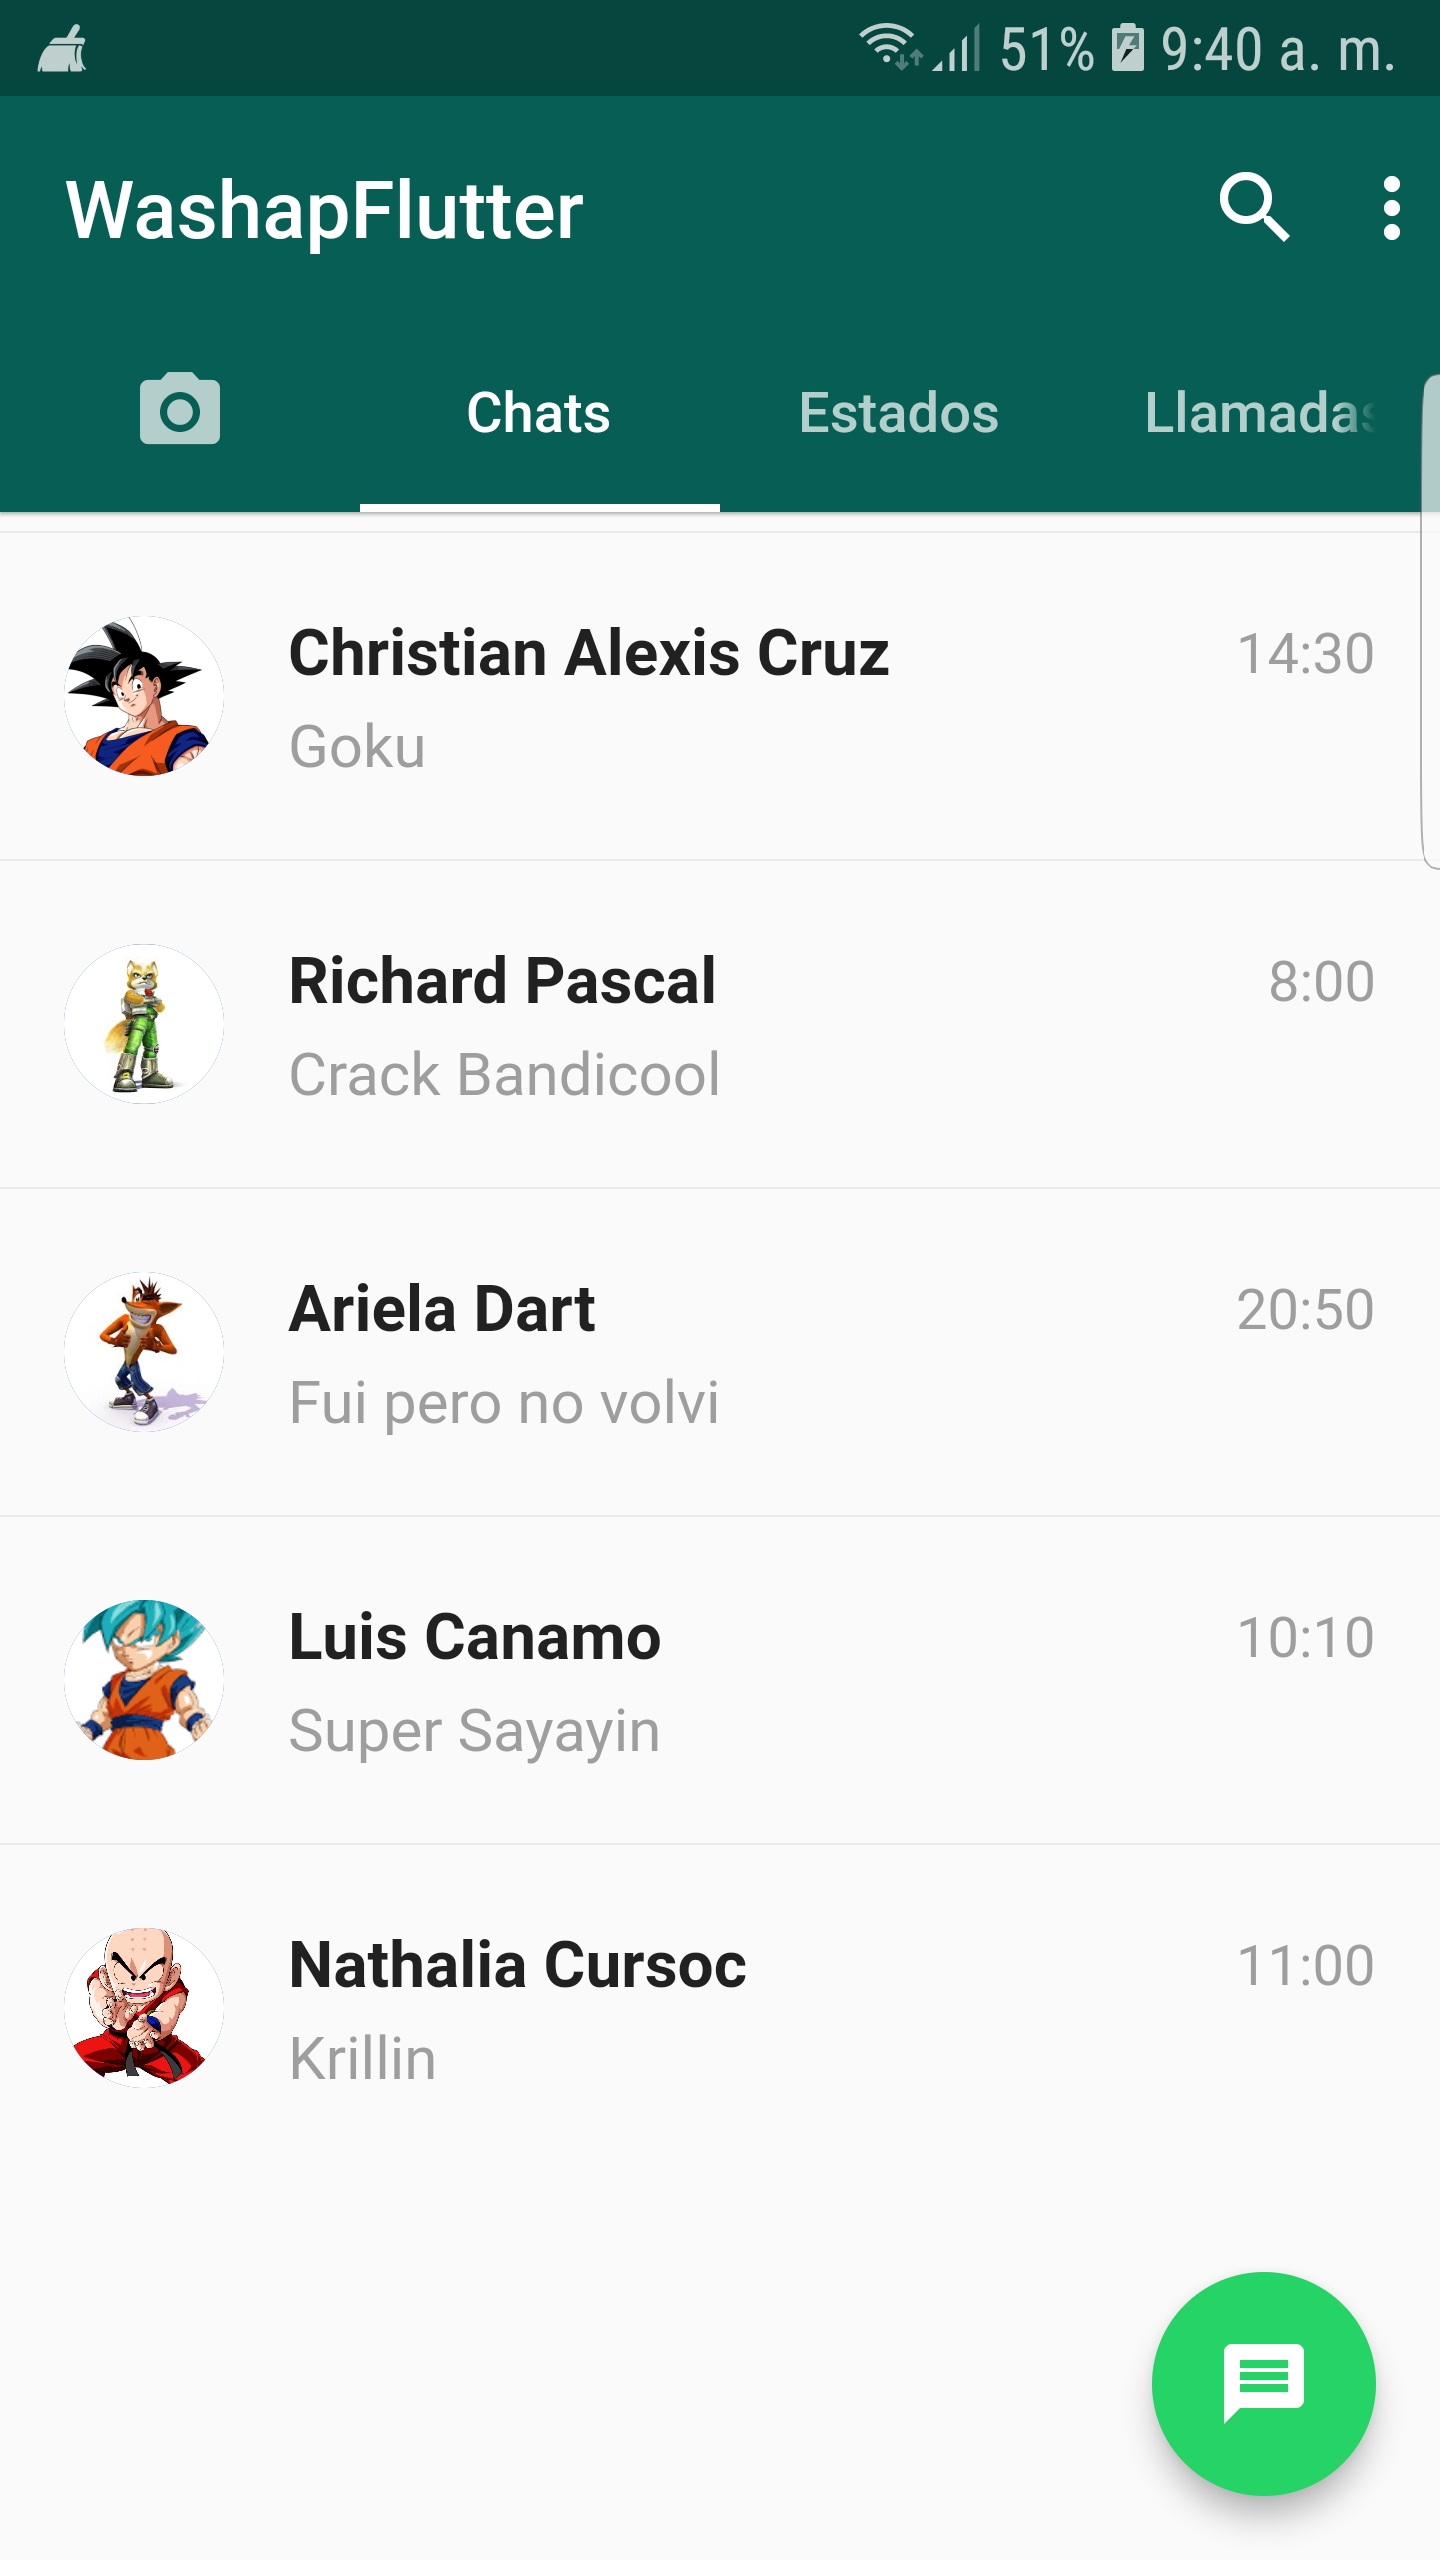 51% 9:40 a. m.
WashapFlutter
Chats Estados Llamadas
Christian Alexis Cruz 14:30
Goku
Richard Pascal 8:00
Crack Bandicool
Ariela Dart 20:50
Fui pero no volvi
Luis Canamo 10:10
Super Sayayin
Nathalia Cursoc 11:00
Krillin